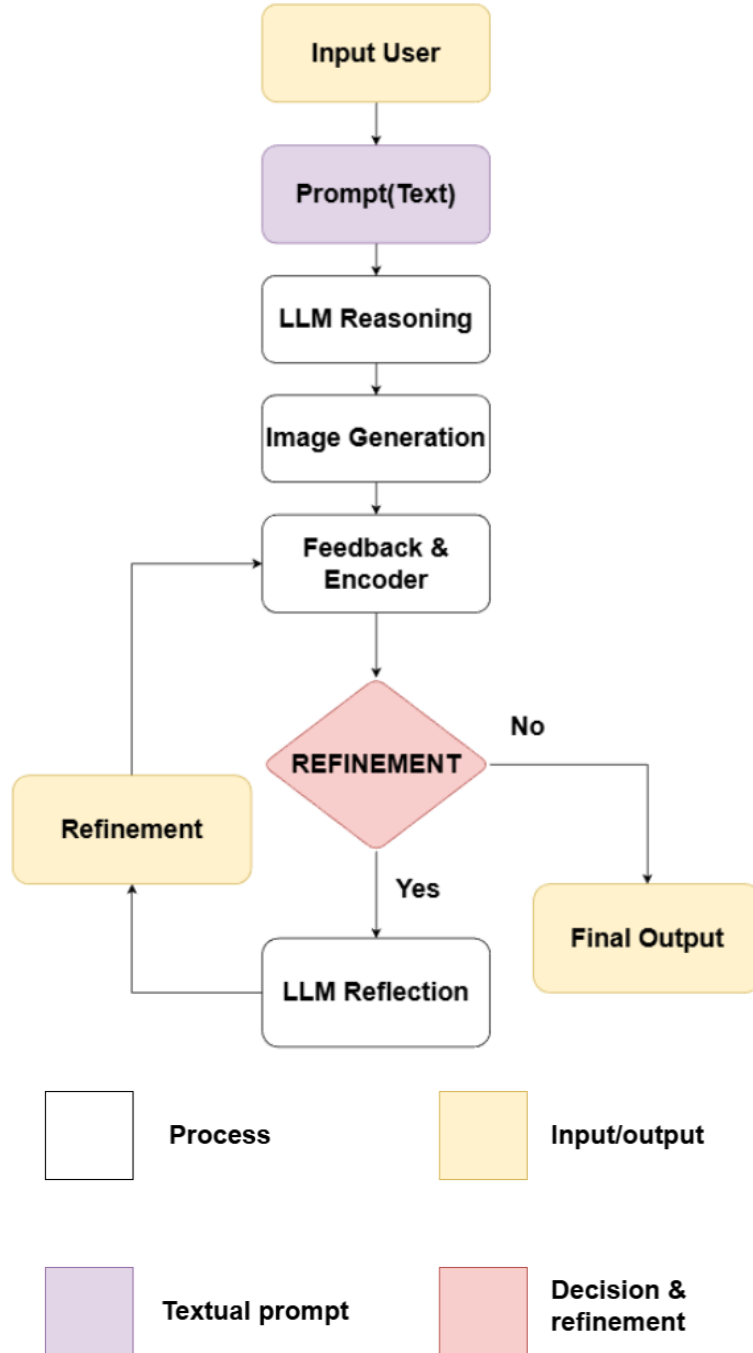 Input User
Prompt(Text)
LLM Reasoning
Image Generation
Feedback &
Encoder
REFINEMENT
No
Refinement
Yes
Final Output
LLM Reflection
Process
Input/output
Textual prompt
Decision &
refinement